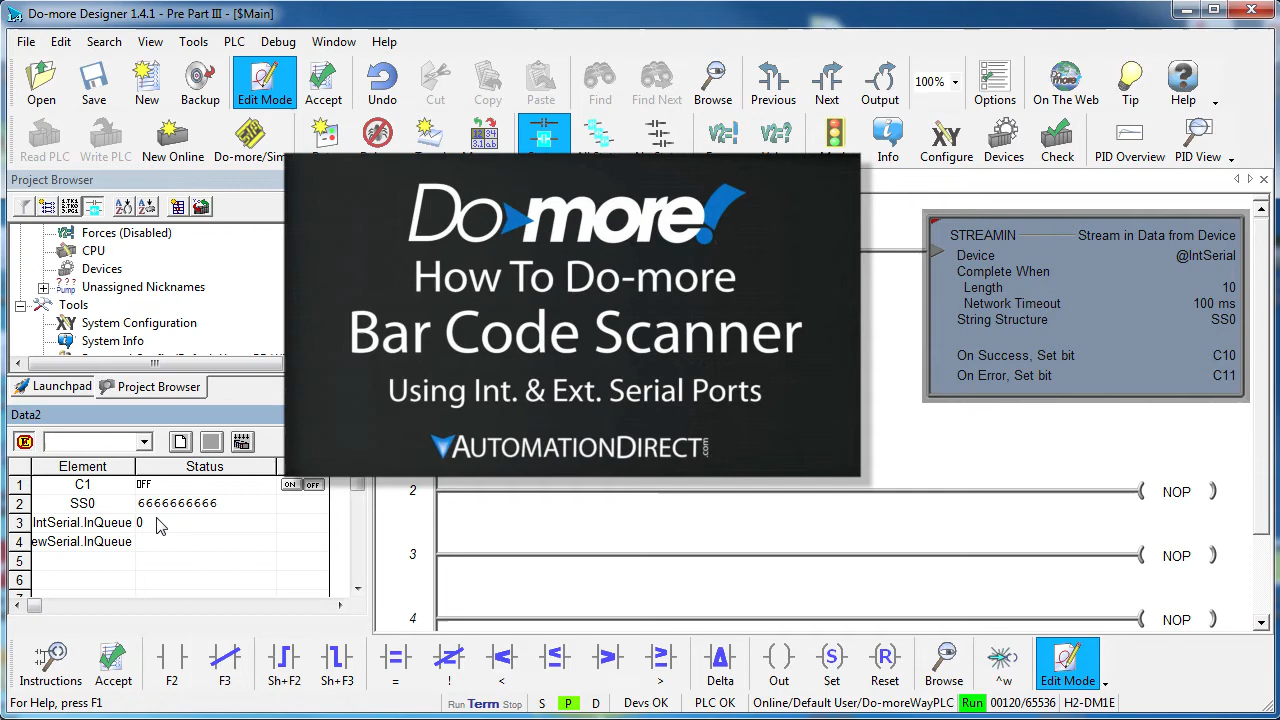 Do-more Designer 1.4.1 - Pre Part III - [$Main]
File Edit Search View Tools PLC Debug Window Help
Open Save New Backup Edit Mode Accept Undo Cut Copy Paste Find Find Next Browse Previous Next Output 100% Options On The Web Tip Help
Read PLC Write PLC New Online Do-more/Sim Info Configure Devices Check PID Overview PID View
Project Browser
Forces (Disabled)
CPU
Devices
Unassigned Nicknames
Tools
XY System Configuration
System Info
Launchpad Project Browser
Data2
Element Status
1 C1 OFF ON OFF
2 SS0 6666666666
3 IntSerial.InQueue 0
4 ewSerial.InQueue
5
6
Do-more!
How To Do-more
Bar Code Scanner
Using Int. & Ext. Serial Ports
AUTOMATIONDIRECT.com
STREAMIN Stream in Data from Device
Device @IntSerial
Complete When
Length 10
Network Timeout 100 ms
String Structure SS0
On Success, Set bit C10
On Error, Set bit C11
2 NOP
3 NOP
4 NOP
Instructions Accept F2 F3 Sh+F2 Sh+F3 = ! < ≤ > ≥ Delta Out Set Reset Browse ^w Edit Mode
For Help, press F1 Run Term Stop S P D Devs OK PLC OK Online/Default User/Do-moreWayPLC Run 00120/65536 H2-DM1E